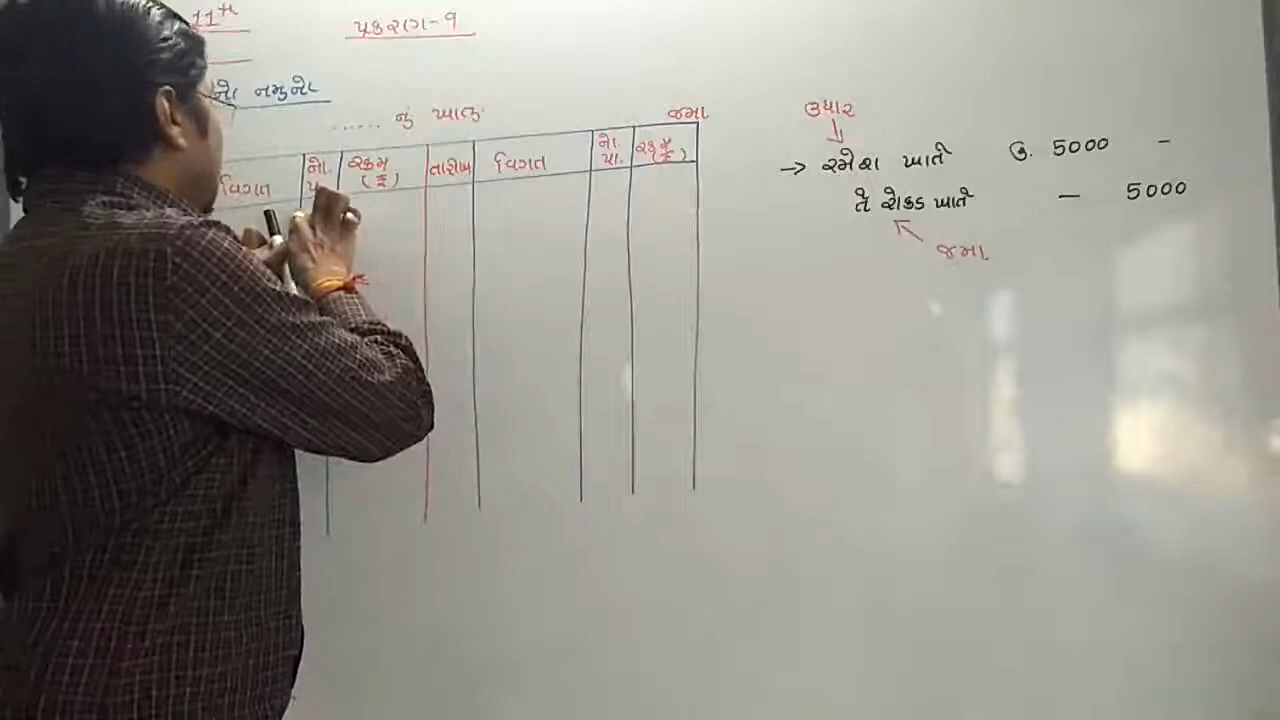 11th
પ્રકરણ-૧
નો નમુનો
...... નું ખાતુ
જમા
વિગત નો. પા. રકમ (₹) તારીખ વિગત નો. પા. રકમ (₹)
ઉધાર
→ રમેશ ખાતે ઉ. 5000 -
તે રોકડ ખાતે - 5000
જમા